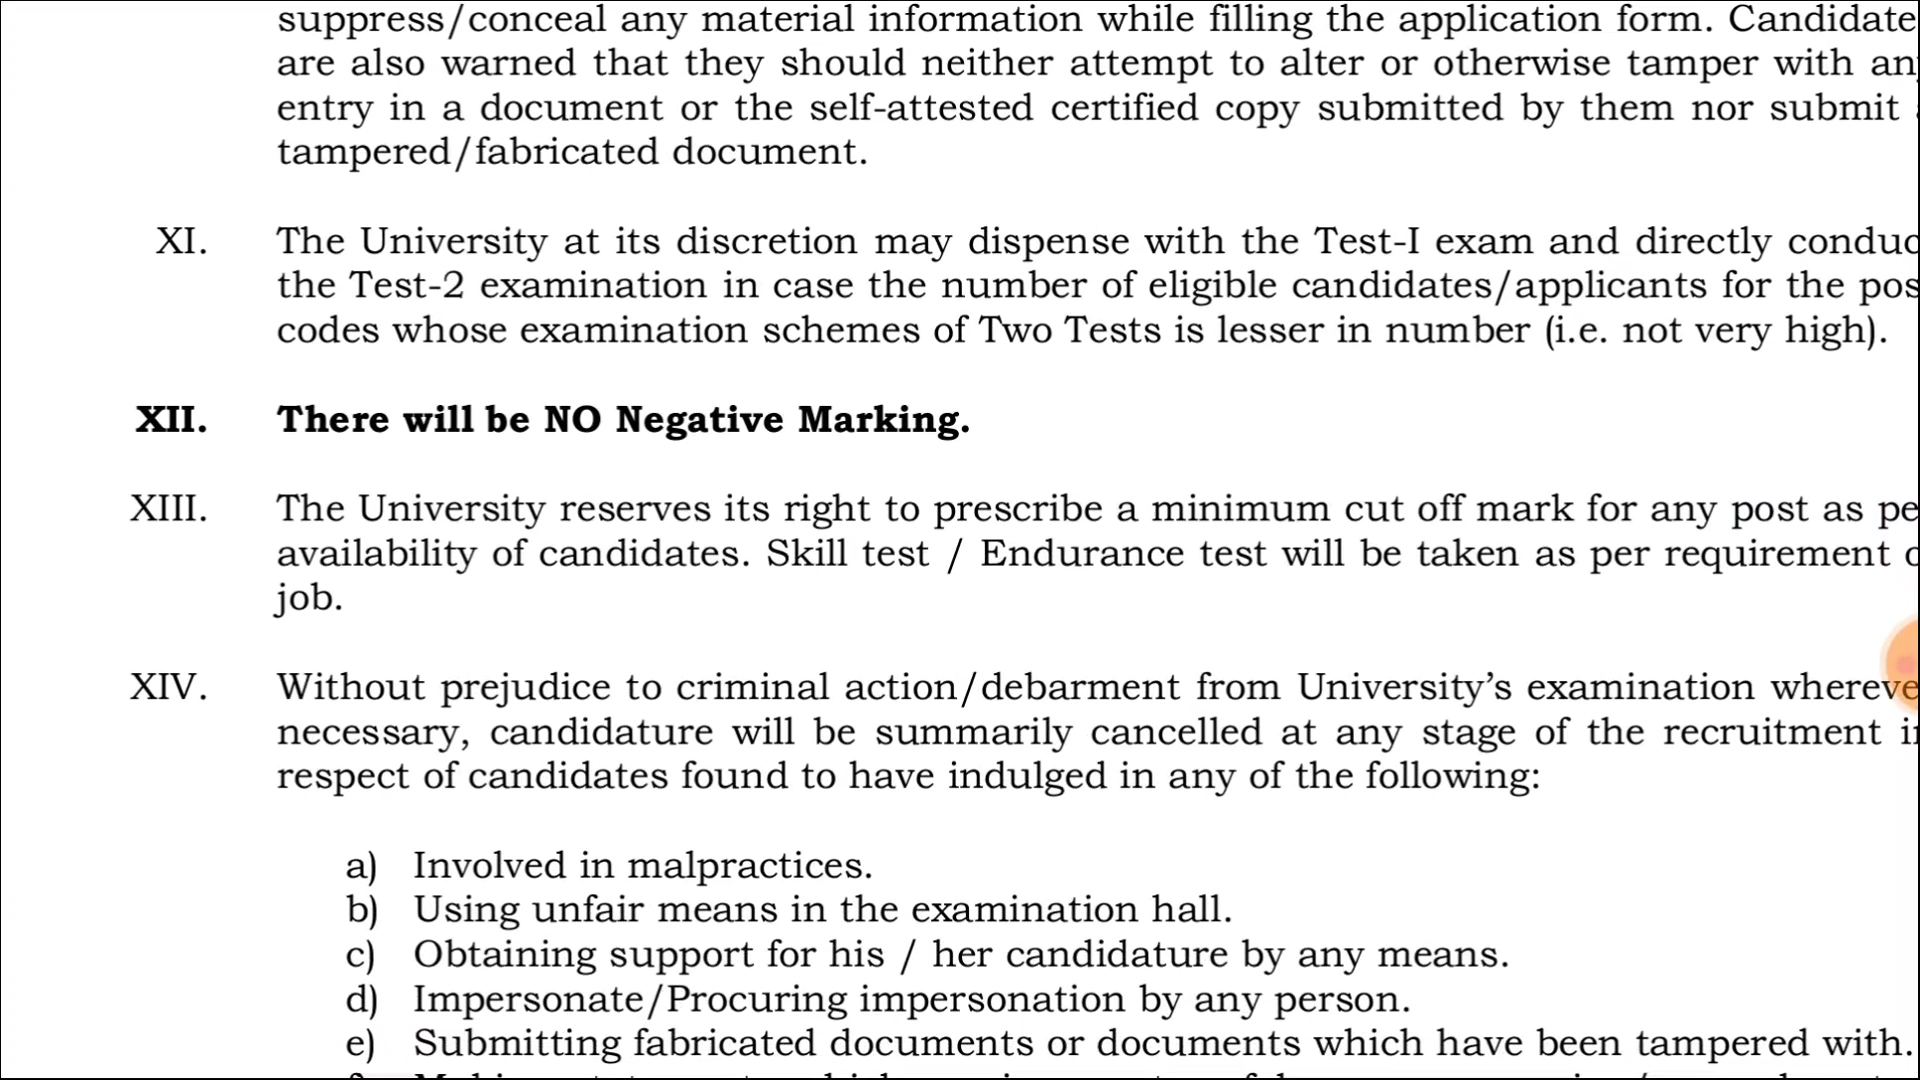 suppress/conceal any material information while filling the application form. Candidate
are also warned that they should neither attempt to alter or otherwise tamper with an
entry in a document or the self-attested certified copy submitted by them nor submit
tampered/fabricated document.
XI. The University at its discretion may dispense with the Test-I exam and directly conduc
the Test-2 examination in case the number of eligible candidates/applicants for the pos
codes whose examination schemes of Two Tests is lesser in number (i.e. not very high).
XII. There will be NO Negative Marking.
XIII. The University reserves its right to prescribe a minimum cut off mark for any post as pe
availability of candidates. Skill test / Endurance test will be taken as per requirement
job.
XIV. Without prejudice to criminal action/debarment from University's examination whereve
necessary, candidature will be summarily cancelled at any stage of the recruitment i
respect of candidates found to have indulged in any of the following:
a) Involved in malpractices.
b) Using unfair means in the examination hall.
c) Obtaining support for his / her candidature by any means.
d) Impersonate/Procuring impersonation by any person.
e) Submitting fabricated documents or documents which have been tampered with.